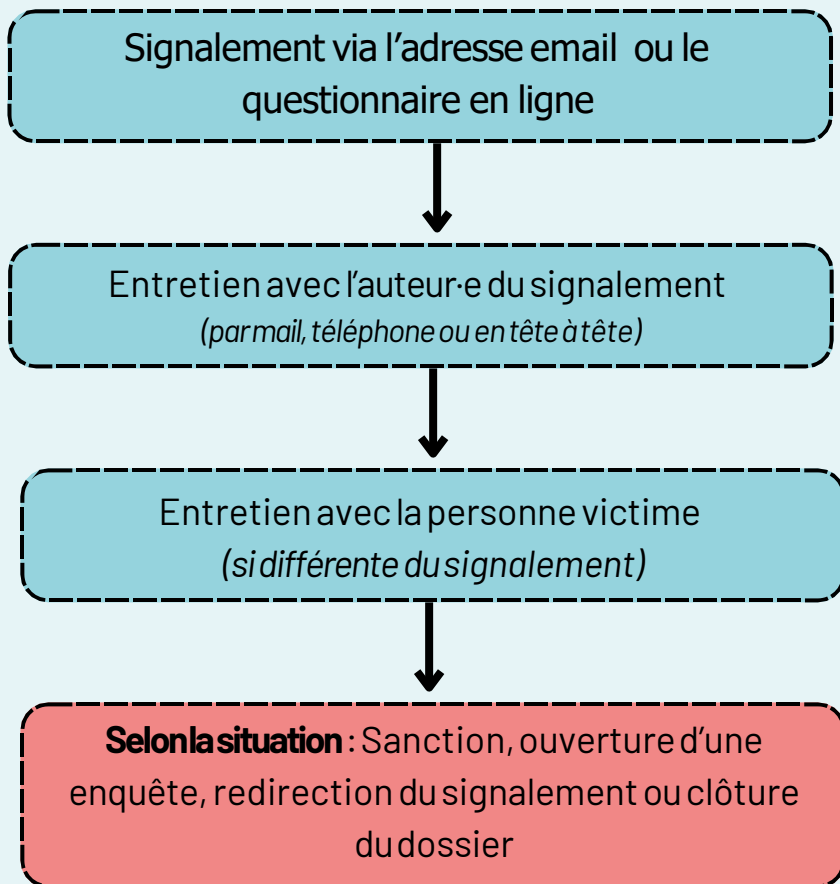 Signalement via l’adresse email ou le
questionnaire en ligne
Entretien avec l’auteur·e du signalement
(par mail, téléphone ou en tête à tête)
Entretien avec la personne victime
(si différente du signalement)
Selon la situation : Sanction, ouverture d’une
enquête, redirection du signalement ou clôture
du dossier